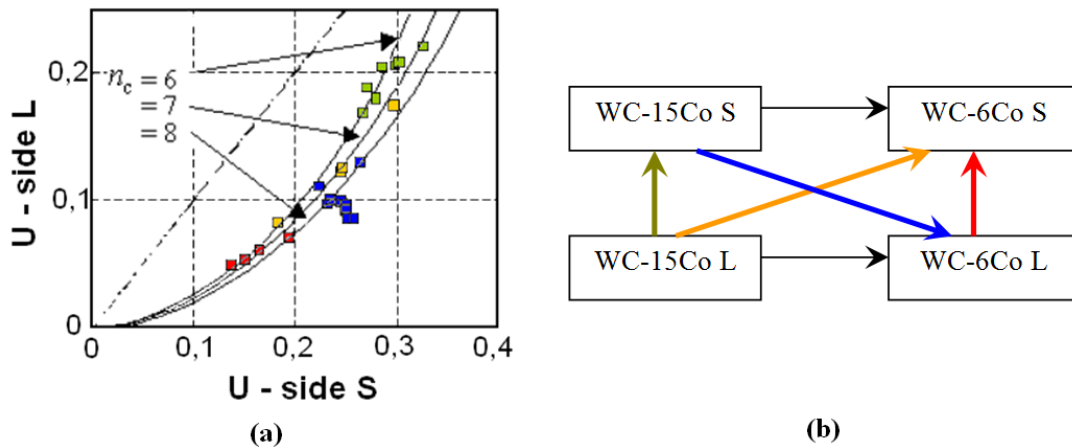 0,2
0,1
0
U - side L
n_c = 6
= 7
= 8
0
0,1
0,2
0,3
0,4
U - side S
(a)
WC-15Co S
WC-6Co S
WC-15Co L
WC-6Co L
(b)